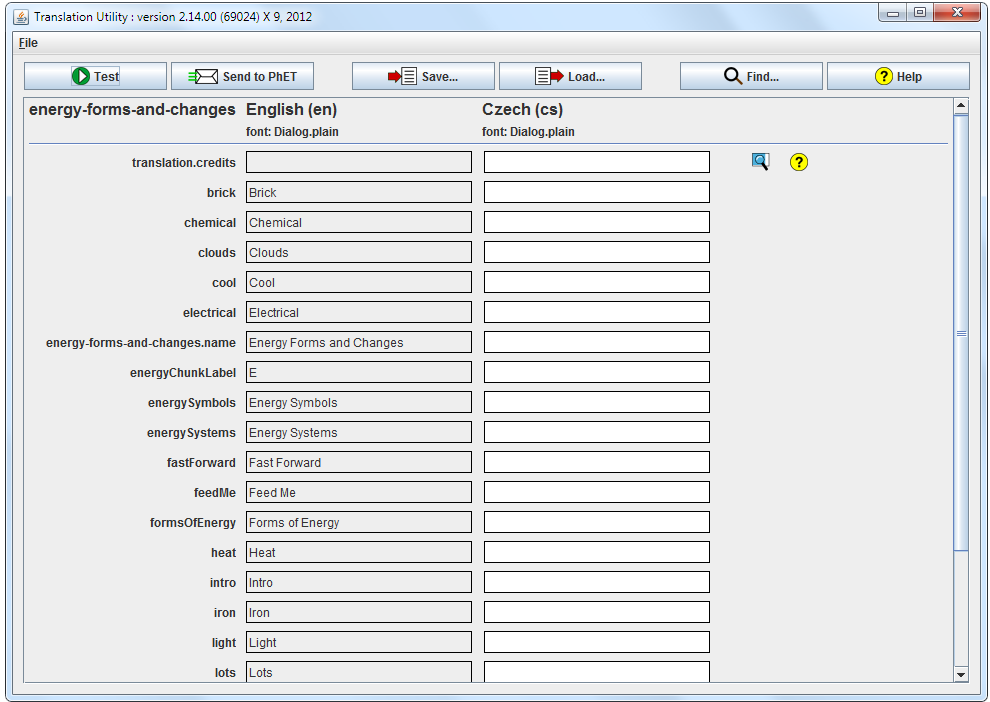 Translation Utility : version 2.14.00 (69024) X 9, 2012
File
Test Send to PhET Save... Load... Find... Help
energy-forms-and-changes English (en) Czech (cs)
font: Dialog.plain font: Dialog.plain
translation.credits
brick Brick
chemical Chemical
clouds Clouds
cool Cool
electrical Electrical
energy-forms-and-changes.name Energy Forms and Changes
energyChunkLabel E
energySymbols Energy Symbols
energySystems Energy Systems
fastForward Fast Forward
feedMe Feed Me
formsOfEnergy Forms of Energy
heat Heat
intro Intro
iron Iron
light Light
lots Lots